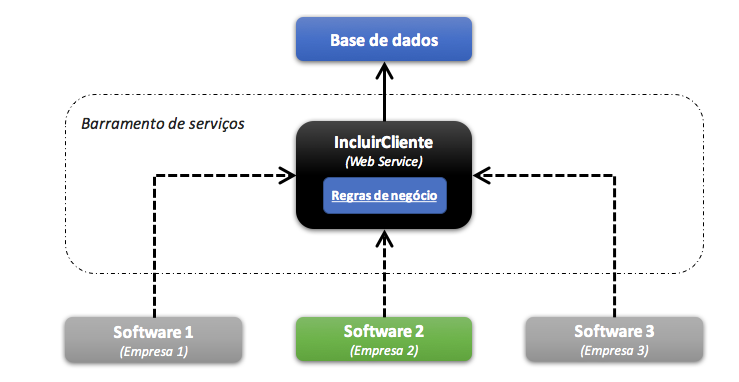 Base de dados
Barramento de serviços
IncluirCliente
(Web Service)
Regras de negócio
Software 1
(Empresa 1)
Software 2
(Empresa 2)
Software 3
(Empresa 3)